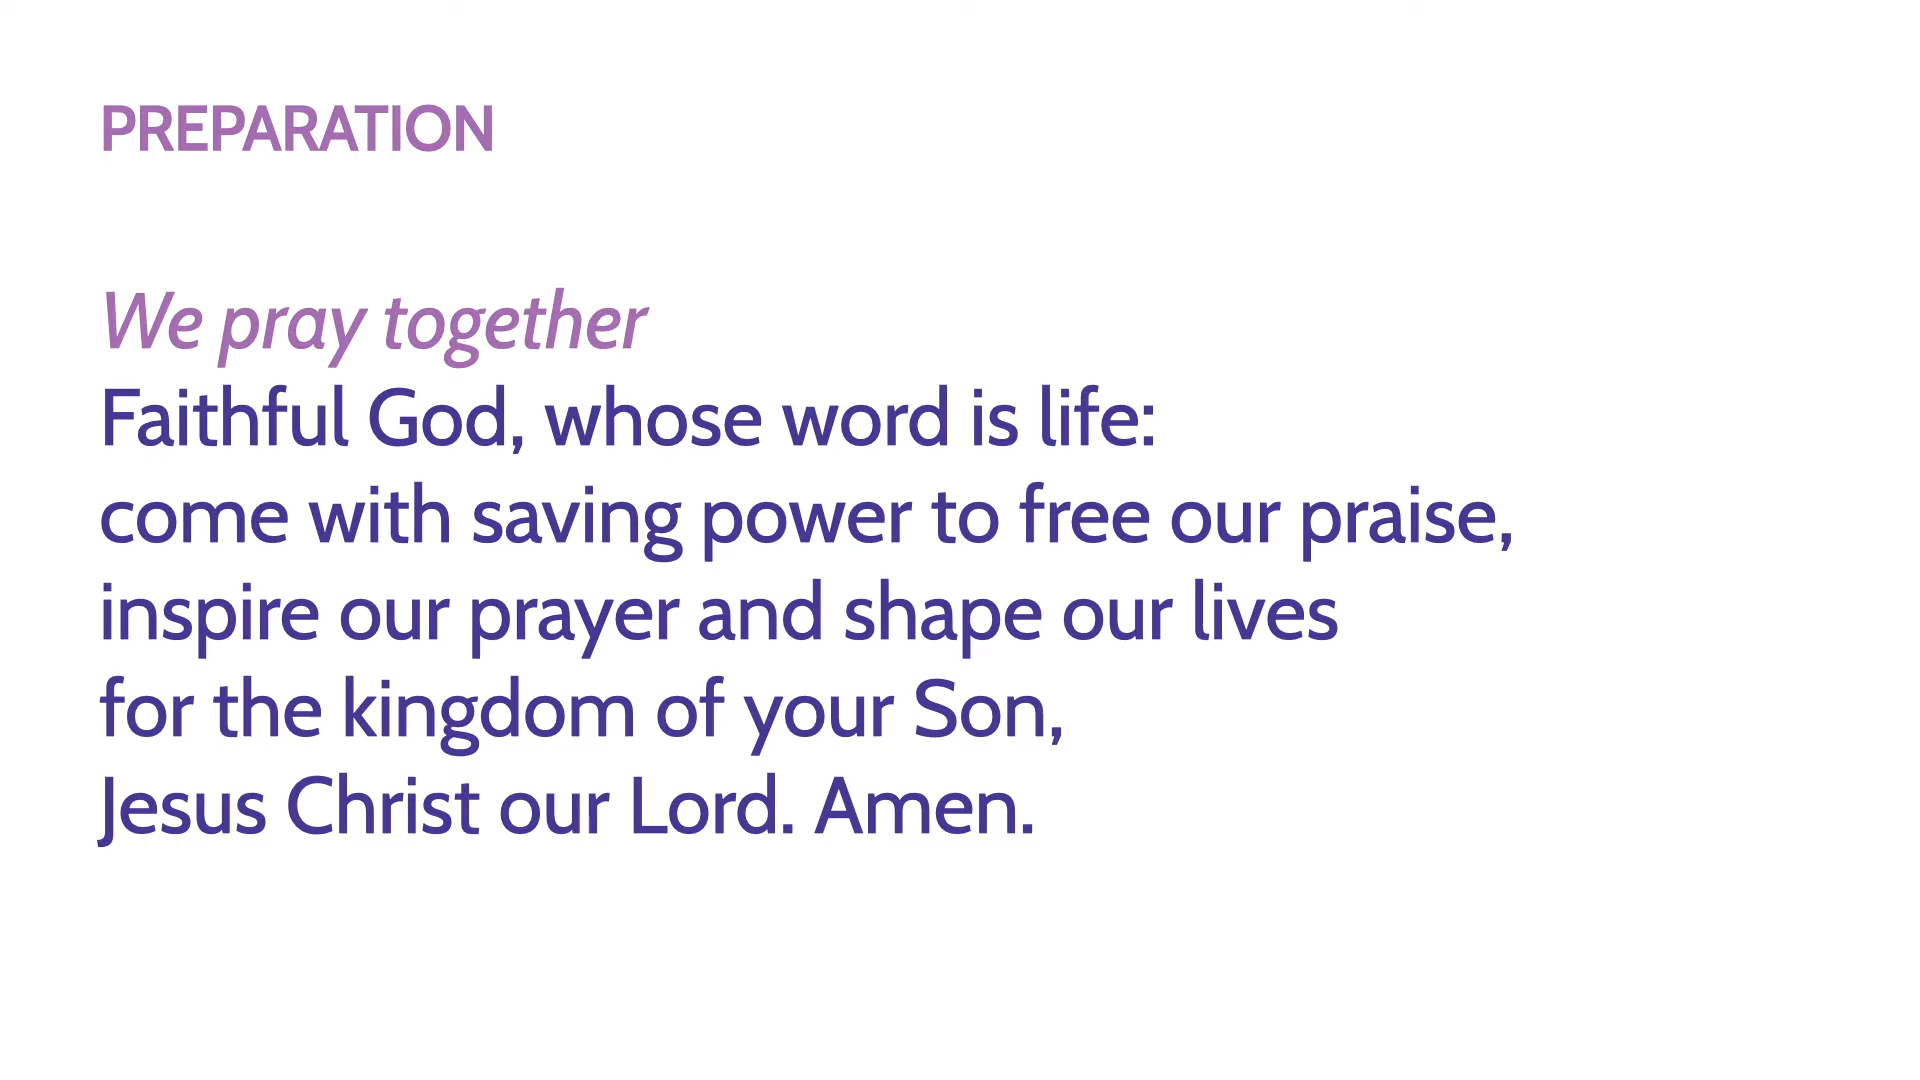 PREPARATION
We pray together
Faithful God, whose word is life:
come with saving power to free our praise,
inspire our prayer and shape our lives
for the kingdom of your Son,
Jesus Christ our Lord. Amen.